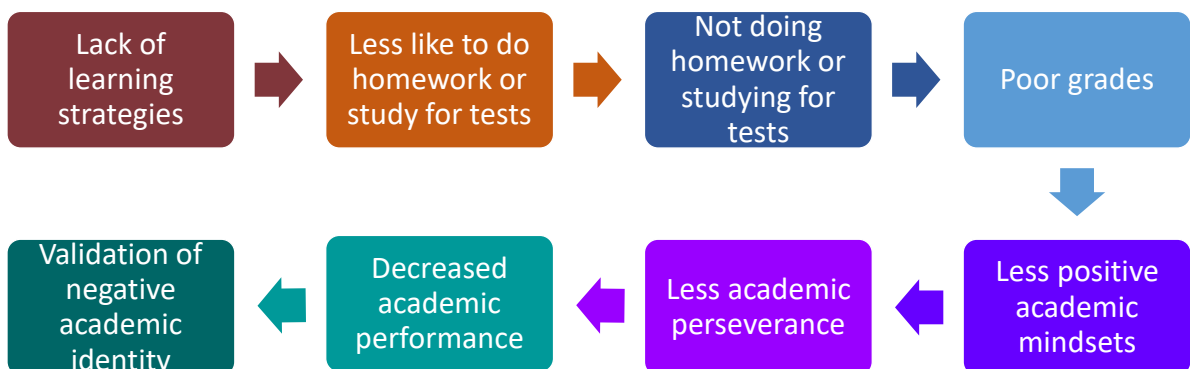 Lack of
learning
strategies
Less like to do
homework or
study for tests
Not doing
homework or
studying for
tests
Poor grades
Less positive
academic
mindsets
Less academic
perseverance
Decreased
academic
performance
Validation of
negative
academic
identity